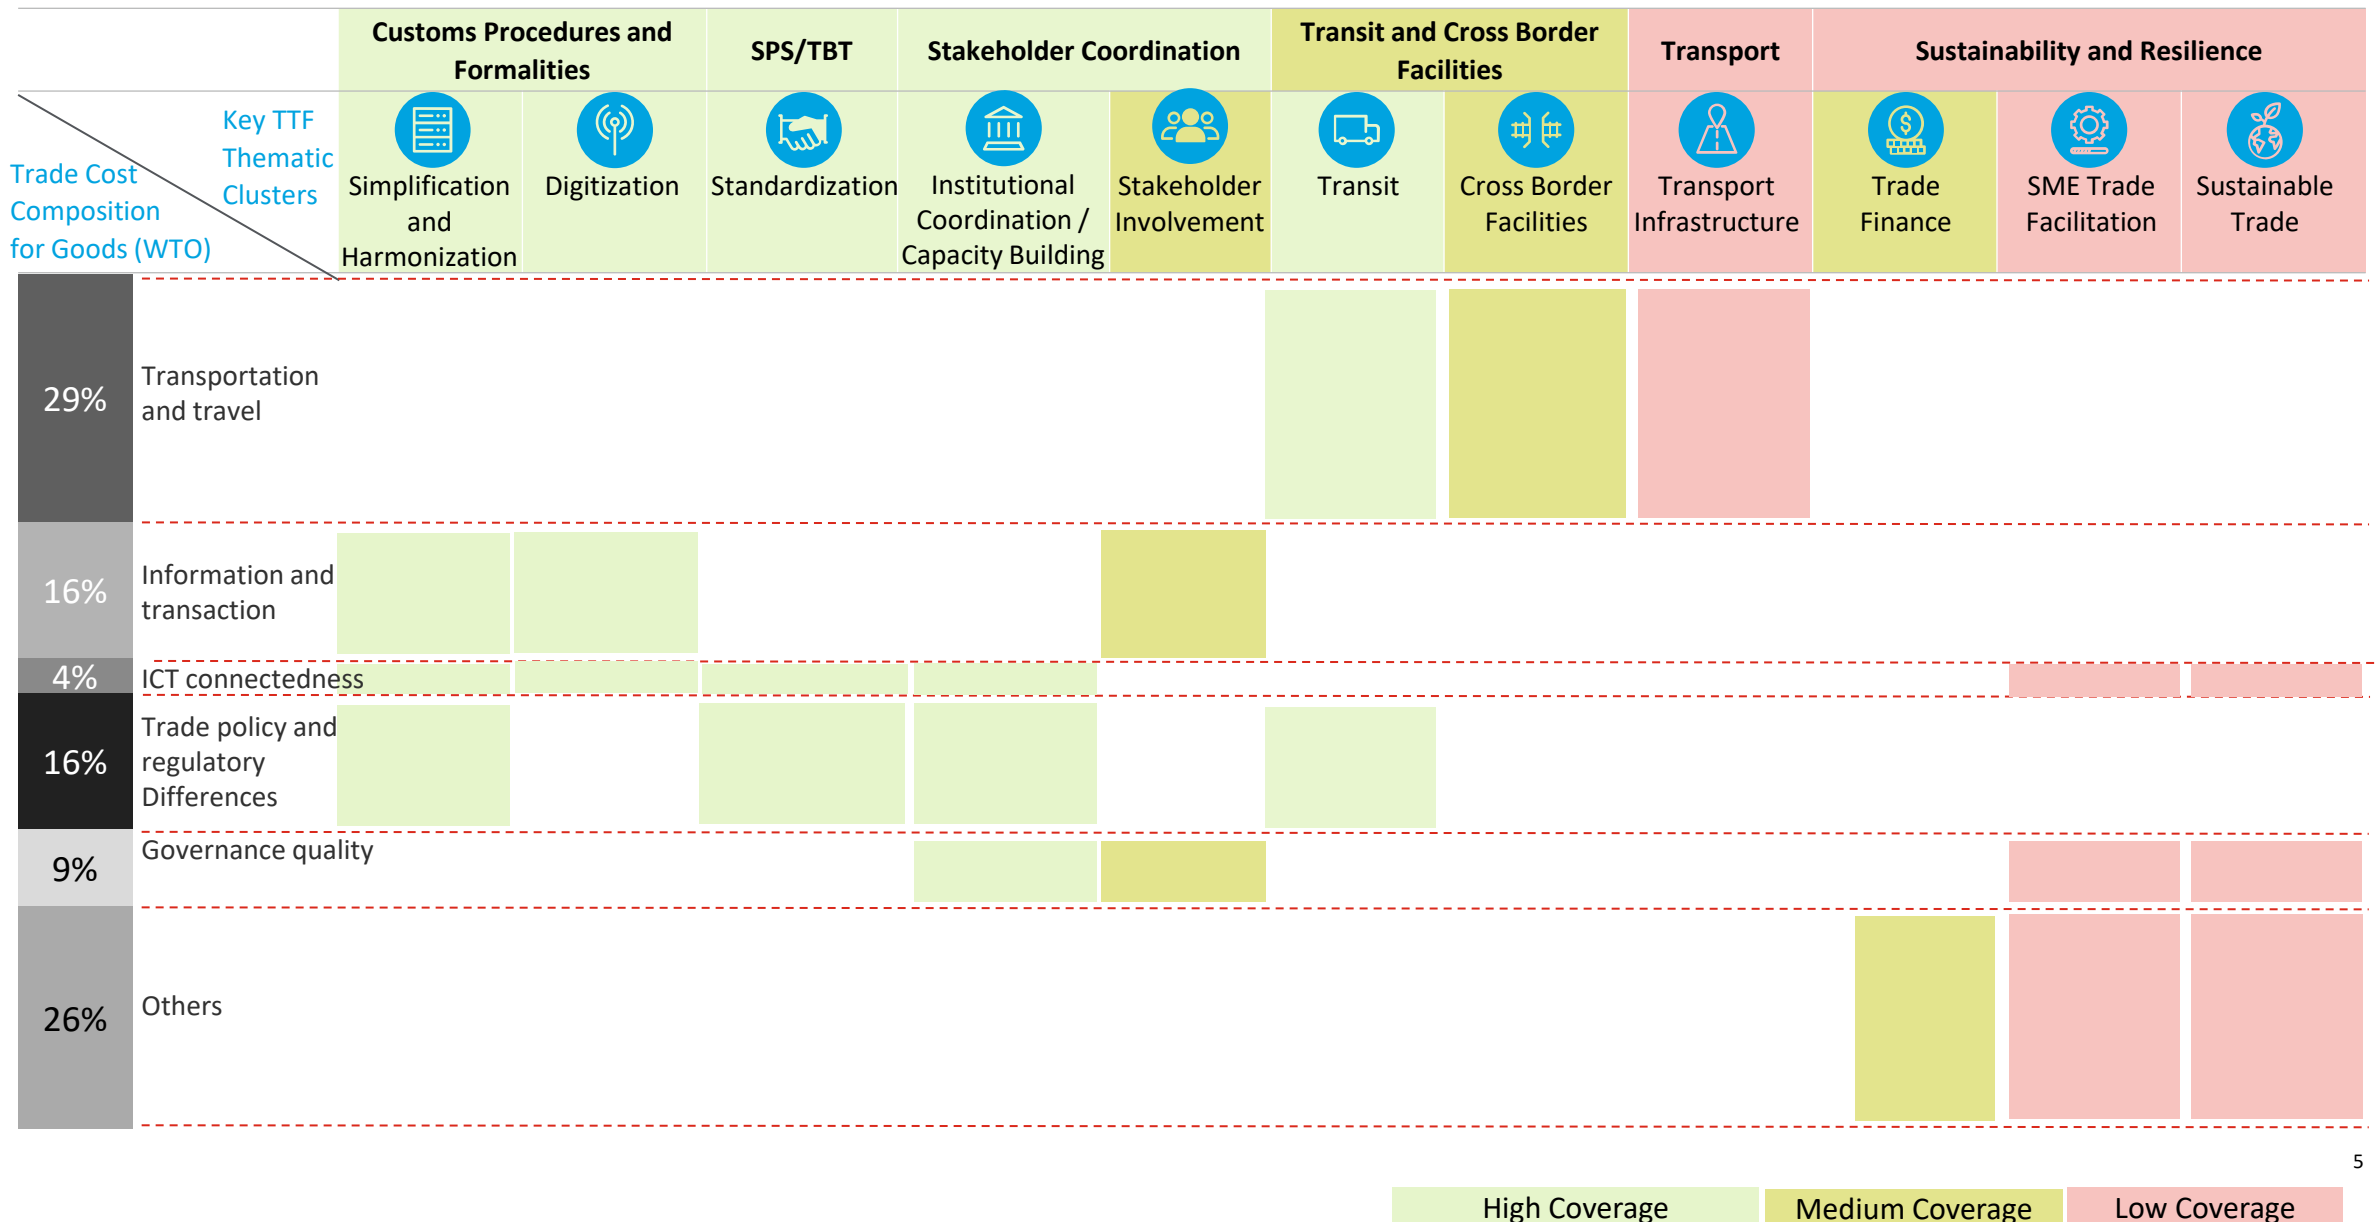 Customs Procedures and
Formalities
SPS/TBT
Stakeholder Coordination
Transit and Cross Border
Facilities
Transport
Sustainability and Resilience
Key TTF
Thematic
Clusters
Trade Cost
Composition
for Goods (WTO)
Simplification
and
Harmonization
Digitization
Standardization
Institutional
Coordination /
Capacity Building
Stakeholder
Involvement
Transit
Cross Border
Facilities
Transport
Infrastructure
Trade
Finance
SME Trade
Facilitation
Sustainable
Trade
29%
Transportation
and travel
16%
Information and
transaction
4%
ICT connectedness
16%
Trade policy and
regulatory
Differences
9%
Governance quality
26%
Others
5
High Coverage
Medium Coverage
Low Coverage